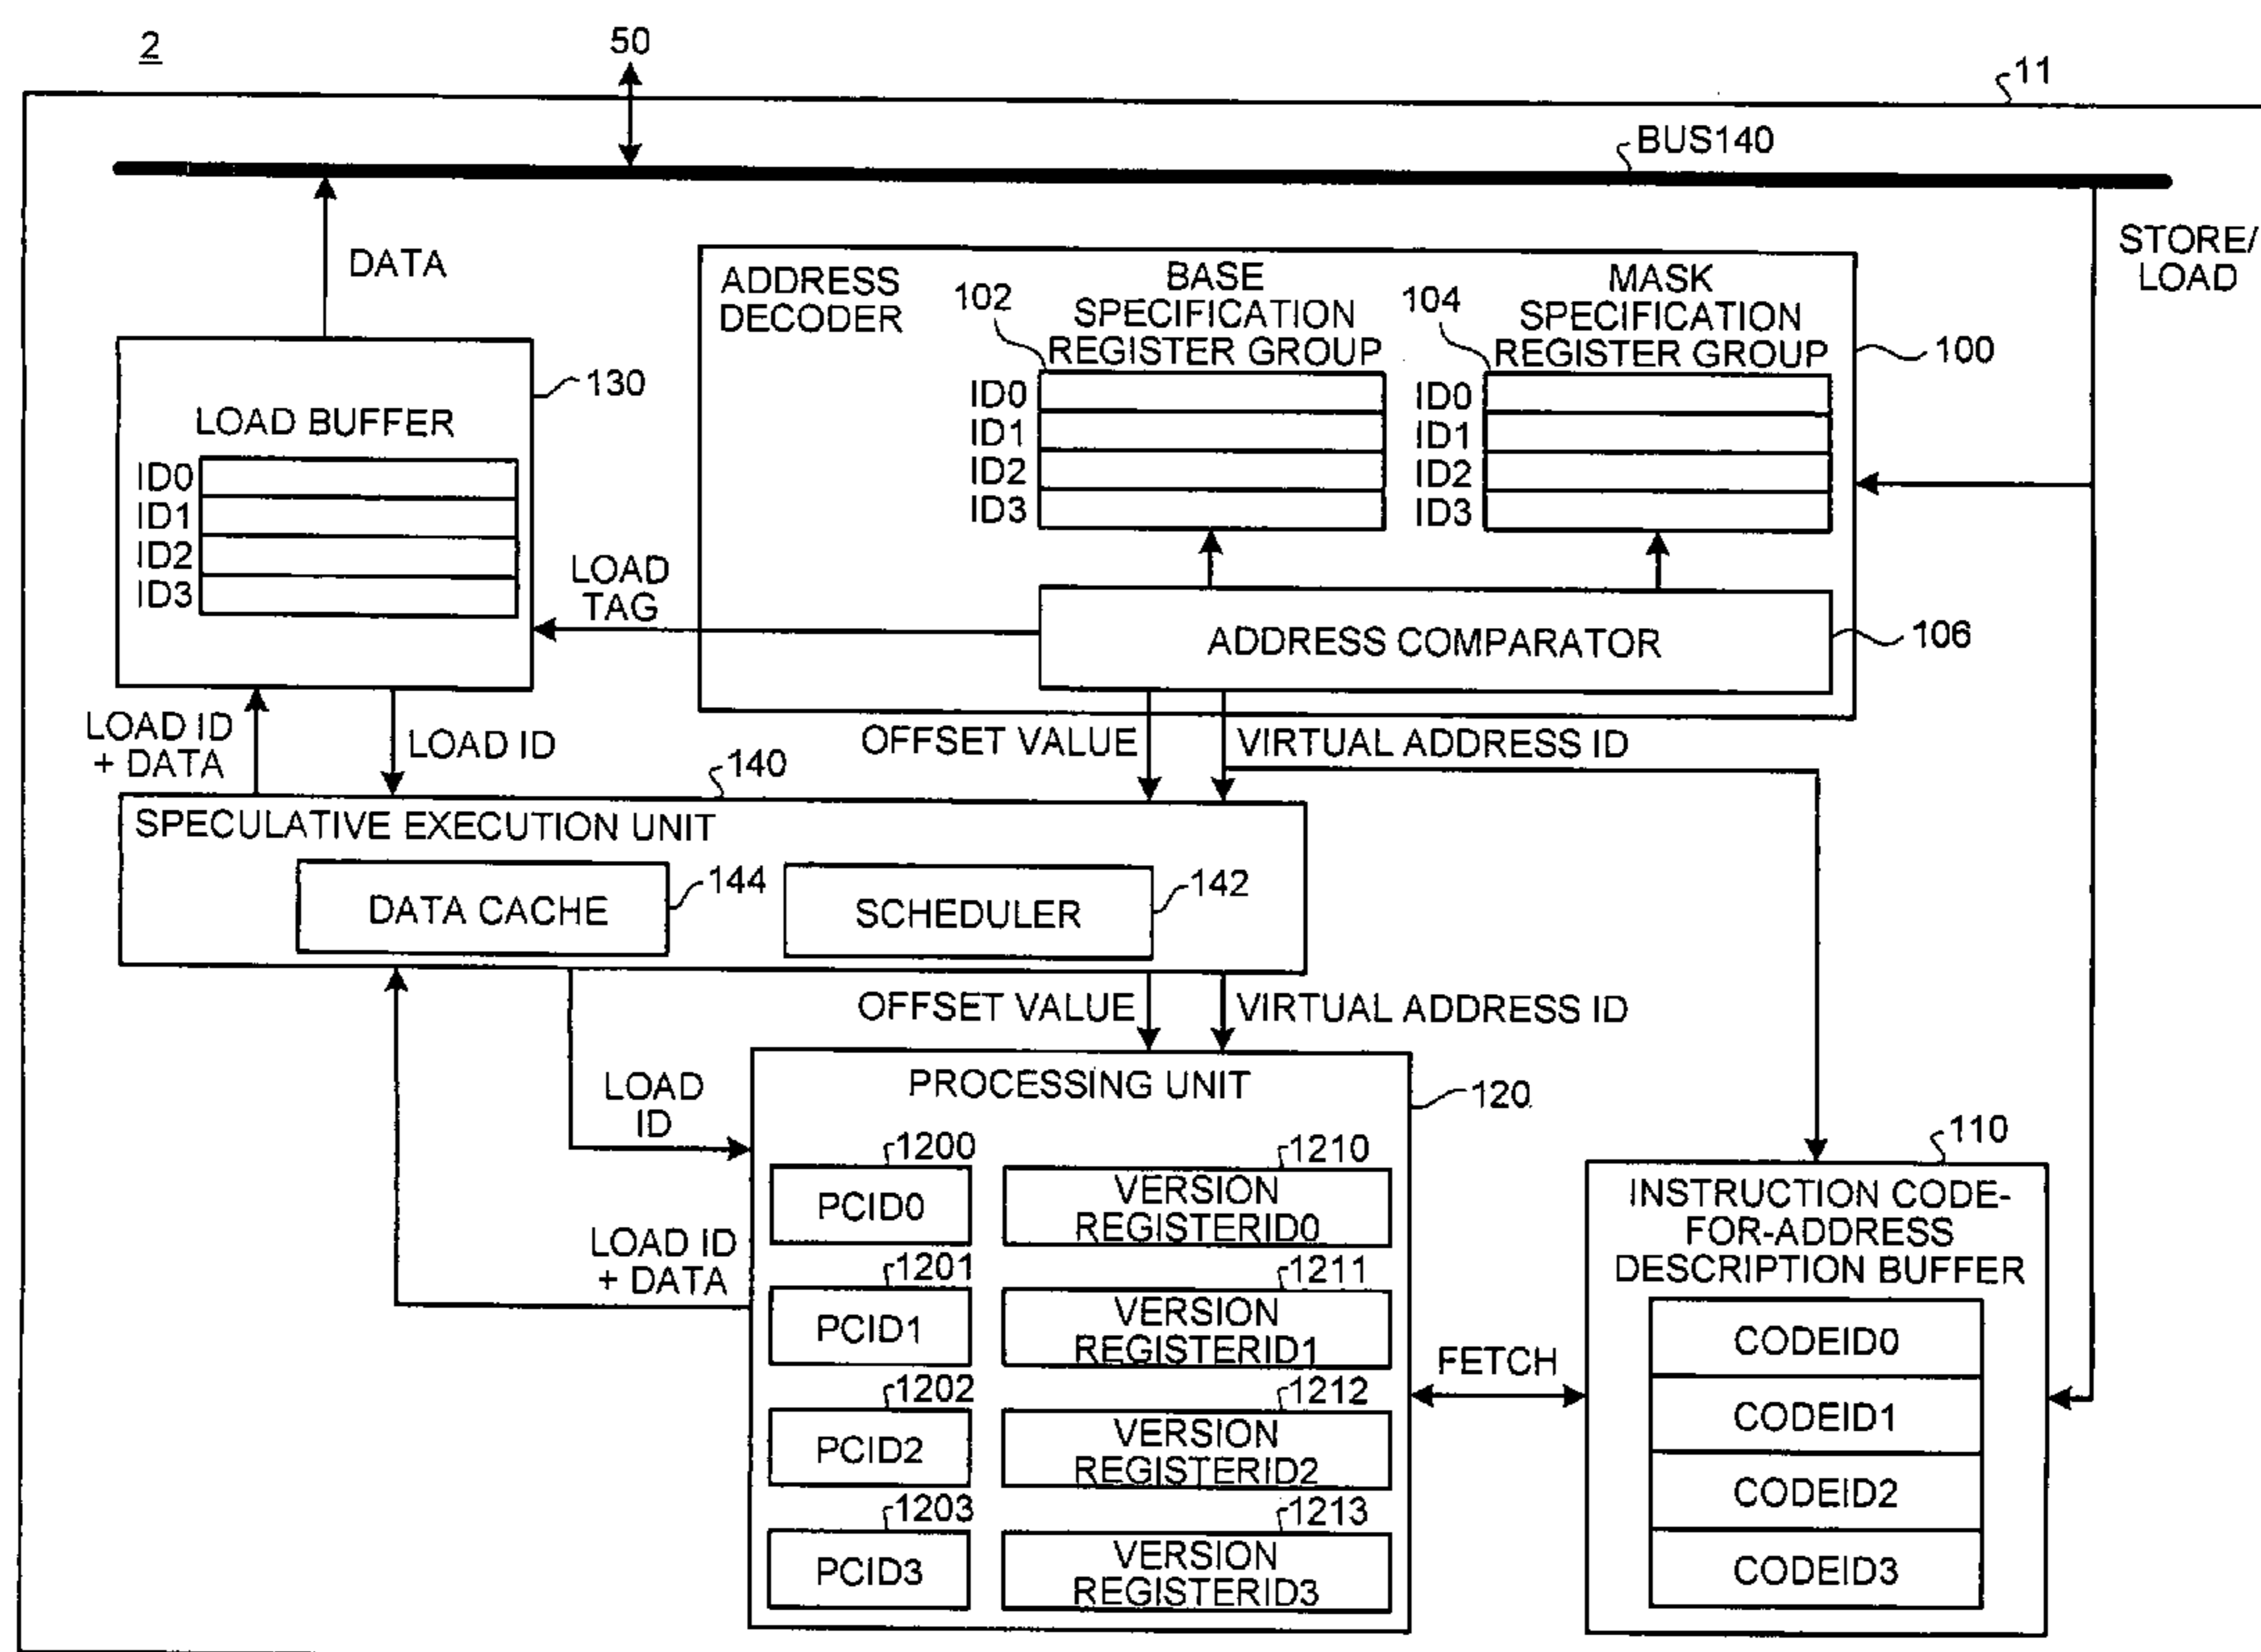 2
50
11
BUS140
STORE/
LOAD
DATA
ADDRESS
DECODER
BASE
SPECIFICATION
REGISTER GROUP
102
MASK
SPECIFICATION
REGISTER GROUP
104
100
ID0
ID1
ID2
ID3
ID0
ID1
ID2
ID3
130
LOAD BUFFER
ID0
ID1
ID2
ID3
LOAD
TAG
ADDRESS COMPARATOR
106
LOAD ID
+ DATA
LOAD ID
OFFSET VALUE
VIRTUAL ADDRESS ID
140
SPECULATIVE EXECUTION UNIT
DATA CACHE
144
SCHEDULER
142
OFFSET VALUE
VIRTUAL ADDRESS ID
LOAD
ID
LOAD ID
+ DATA
PROCESSING UNIT
120
1200
PCID0
1210
VERSION
REGISTERID0
1201
PCID1
1211
VERSION
REGISTERID1
1202
PCID2
1212
VERSION
REGISTERID2
1203
PCID3
1213
VERSION
REGISTERID3
FETCH
110
INSTRUCTION CODE-
FOR-ADDRESS
DESCRIPTION BUFFER
CODEID0
CODEID1
CODEID2
CODEID3